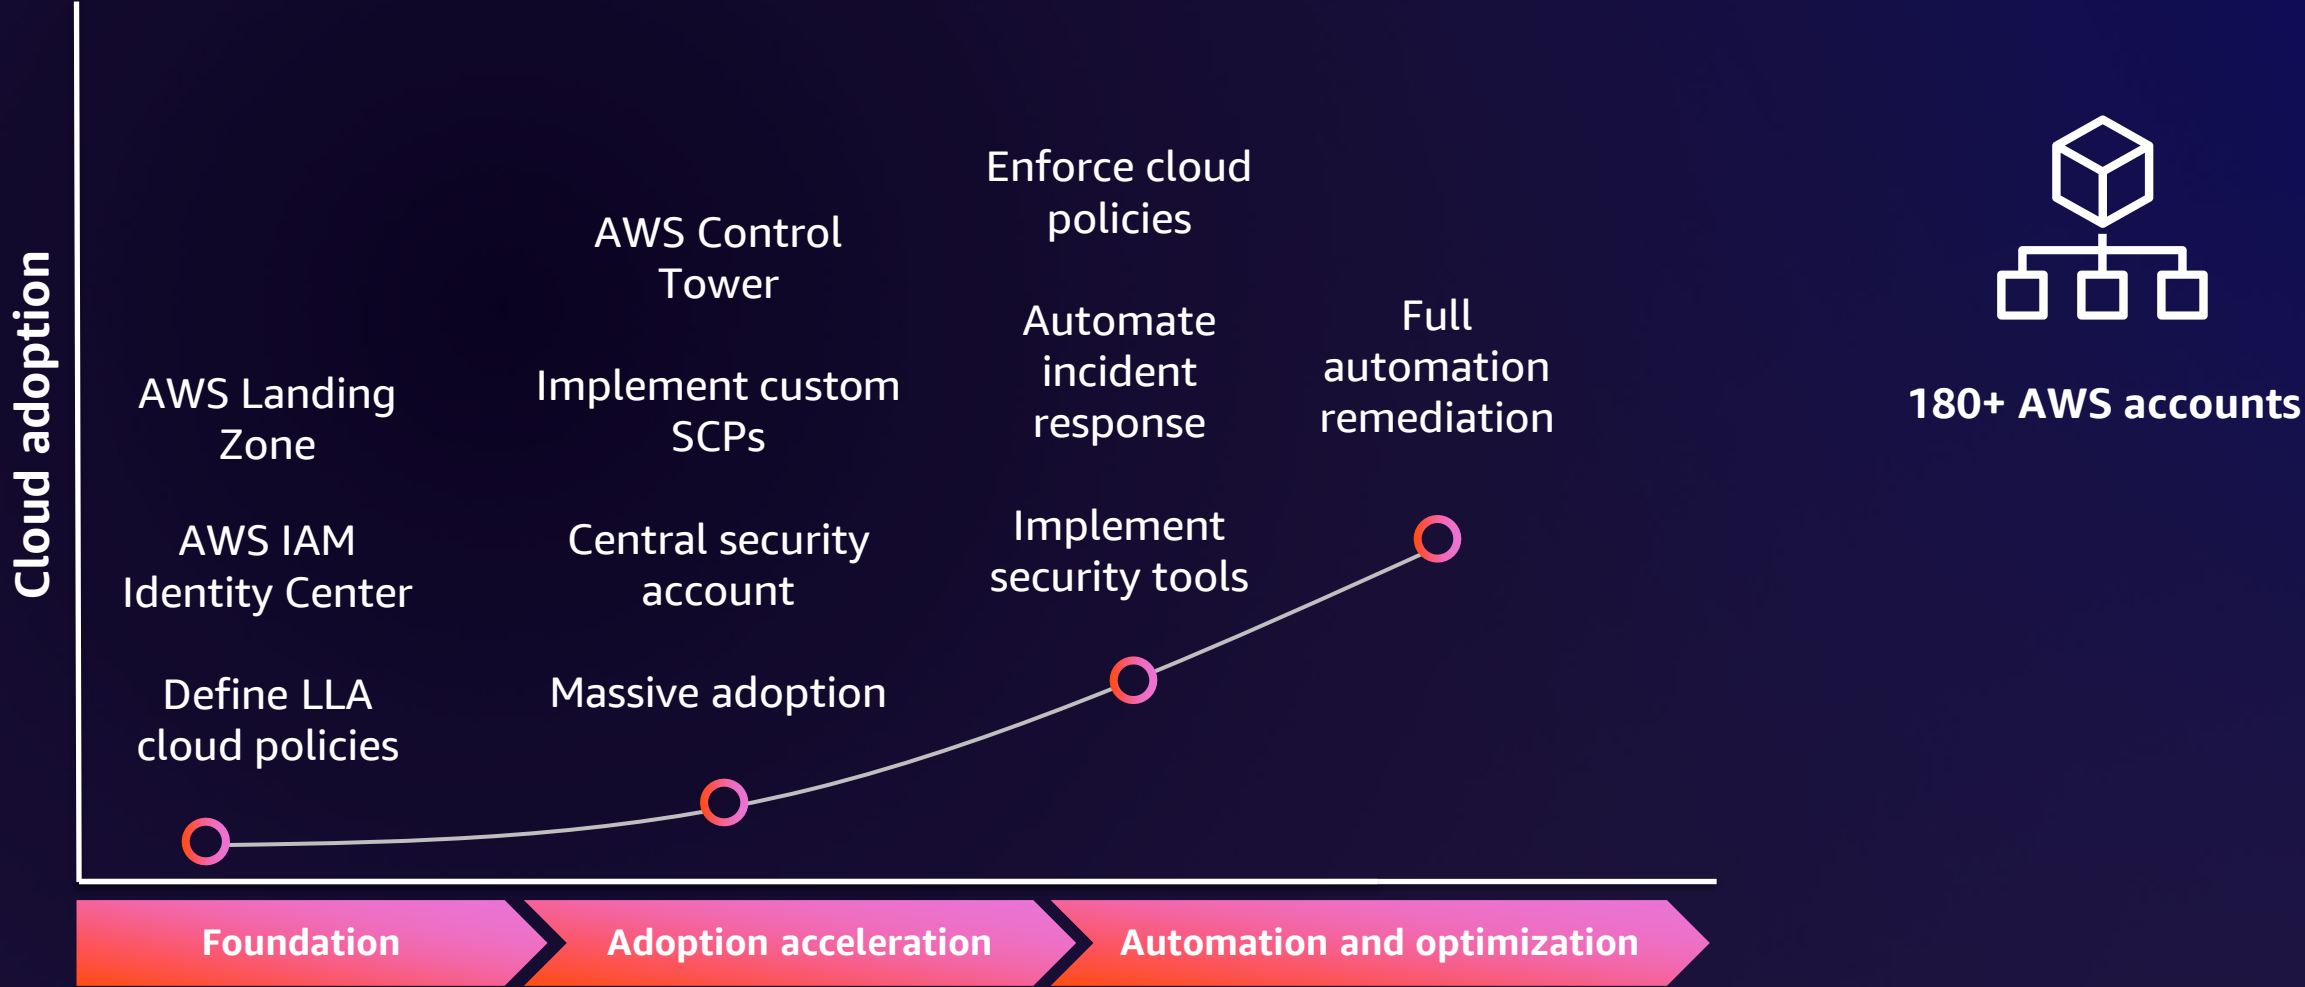 Cloud adoption
AWS Landing
Zone
AWS IAM
Identity Center
Define LLA
cloud policies
AWS Control
Tower
Implement custom
SCPs
Central security
account
Massive adoption
Enforce cloud
policies
Automate
incident
response
Implement
security tools
Full
automation
remediation
180+ AWS accounts
Foundation
Adoption acceleration
Automation and optimization